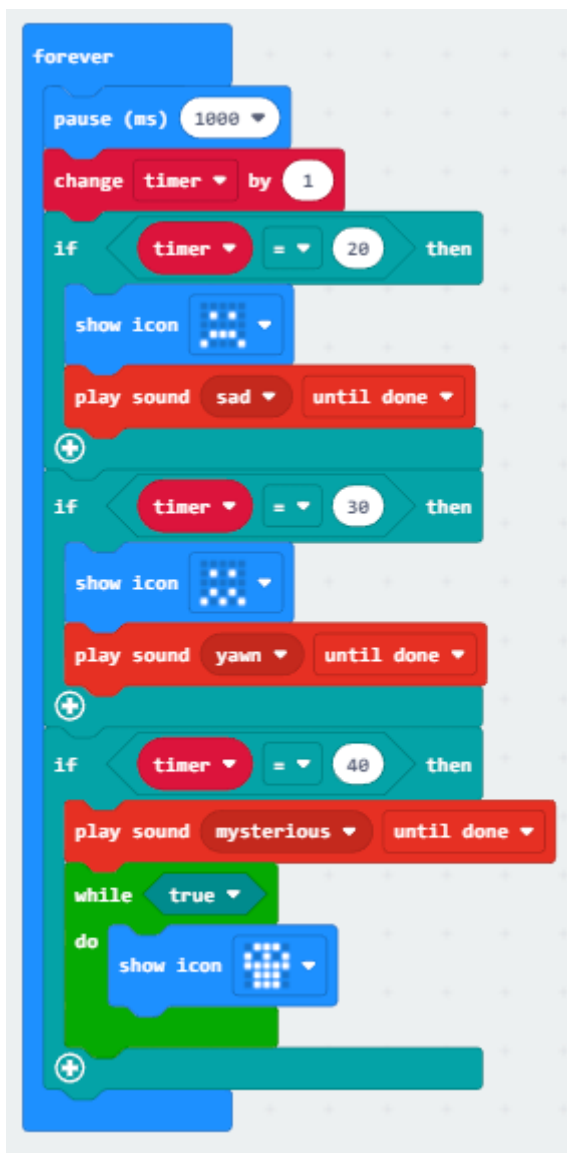 forever
pause (ms) 1000
change timer by 1
if timer = 20 then
show icon
play sound sad until done
if timer = 30 then
show icon
play sound yawn until done
if timer = 40 then
play sound mysterious until done
while true
do
show icon